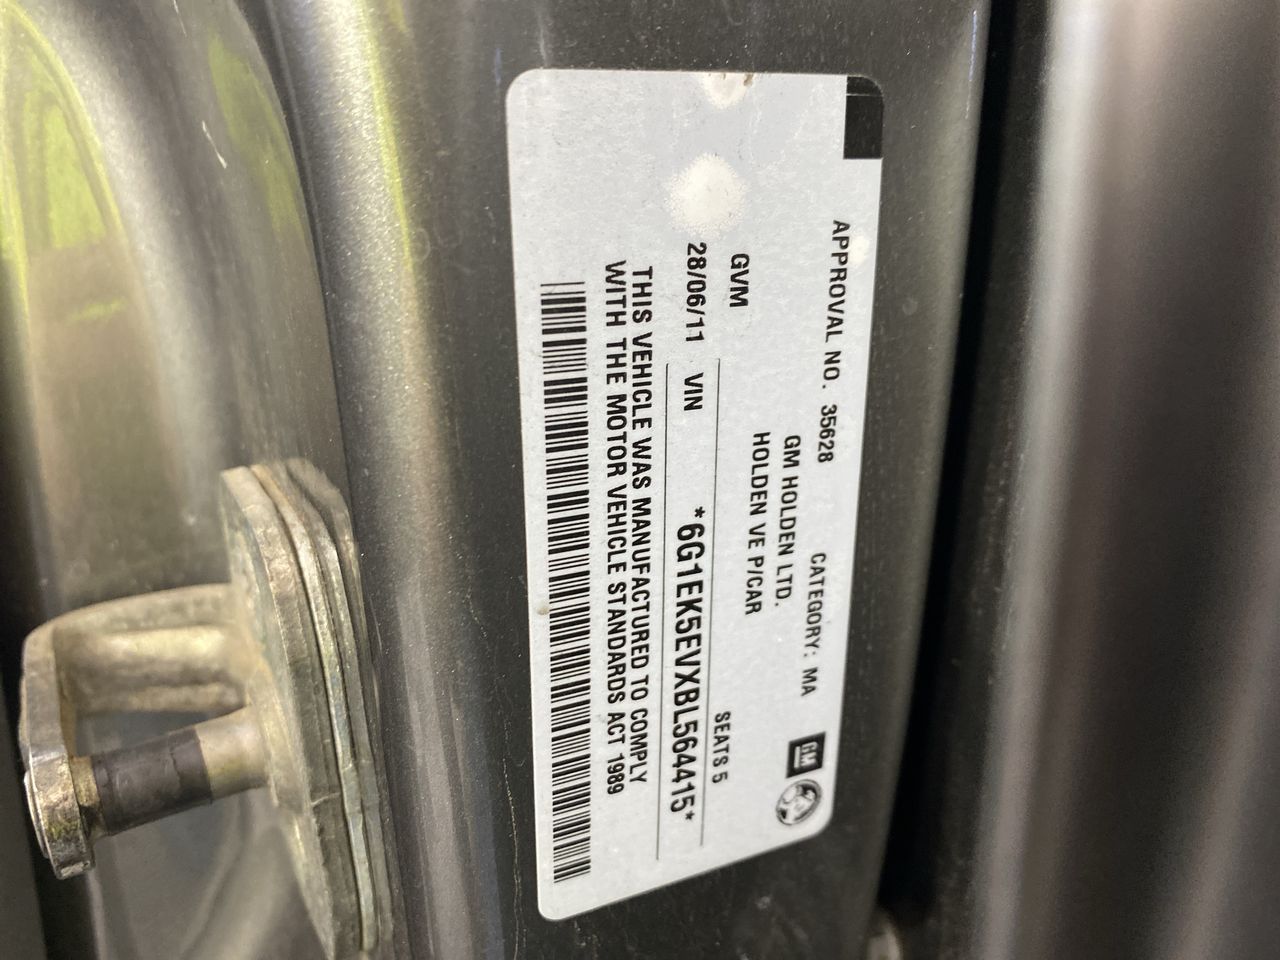 APPROVAL NO. 35628 CATEGORY: MA
GM HOLDEN LTD. GM
HOLDEN VE P/CAR
GVM SEATS 5
28/06/11 VIN *6G1EK5EVXBL564415*
THIS VEHICLE WAS MANUFACTURED TO COMPLY
WITH THE MOTOR VEHICLE STANDARDS ACT 1989